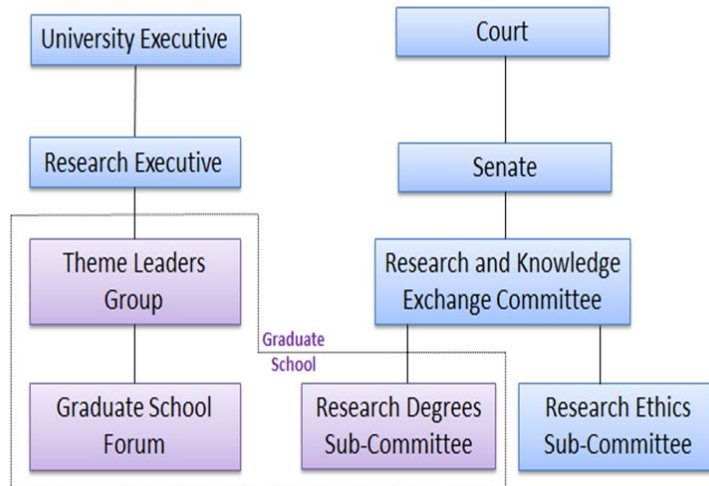 University Executive
Court
Research Executive
Senate
Theme Leaders
Group
Research and Knowledge
Exchange Committee
Graduate
School
Graduate School
Forum
Research Degrees
Sub-Committee
Research Ethics
Sub-Committee